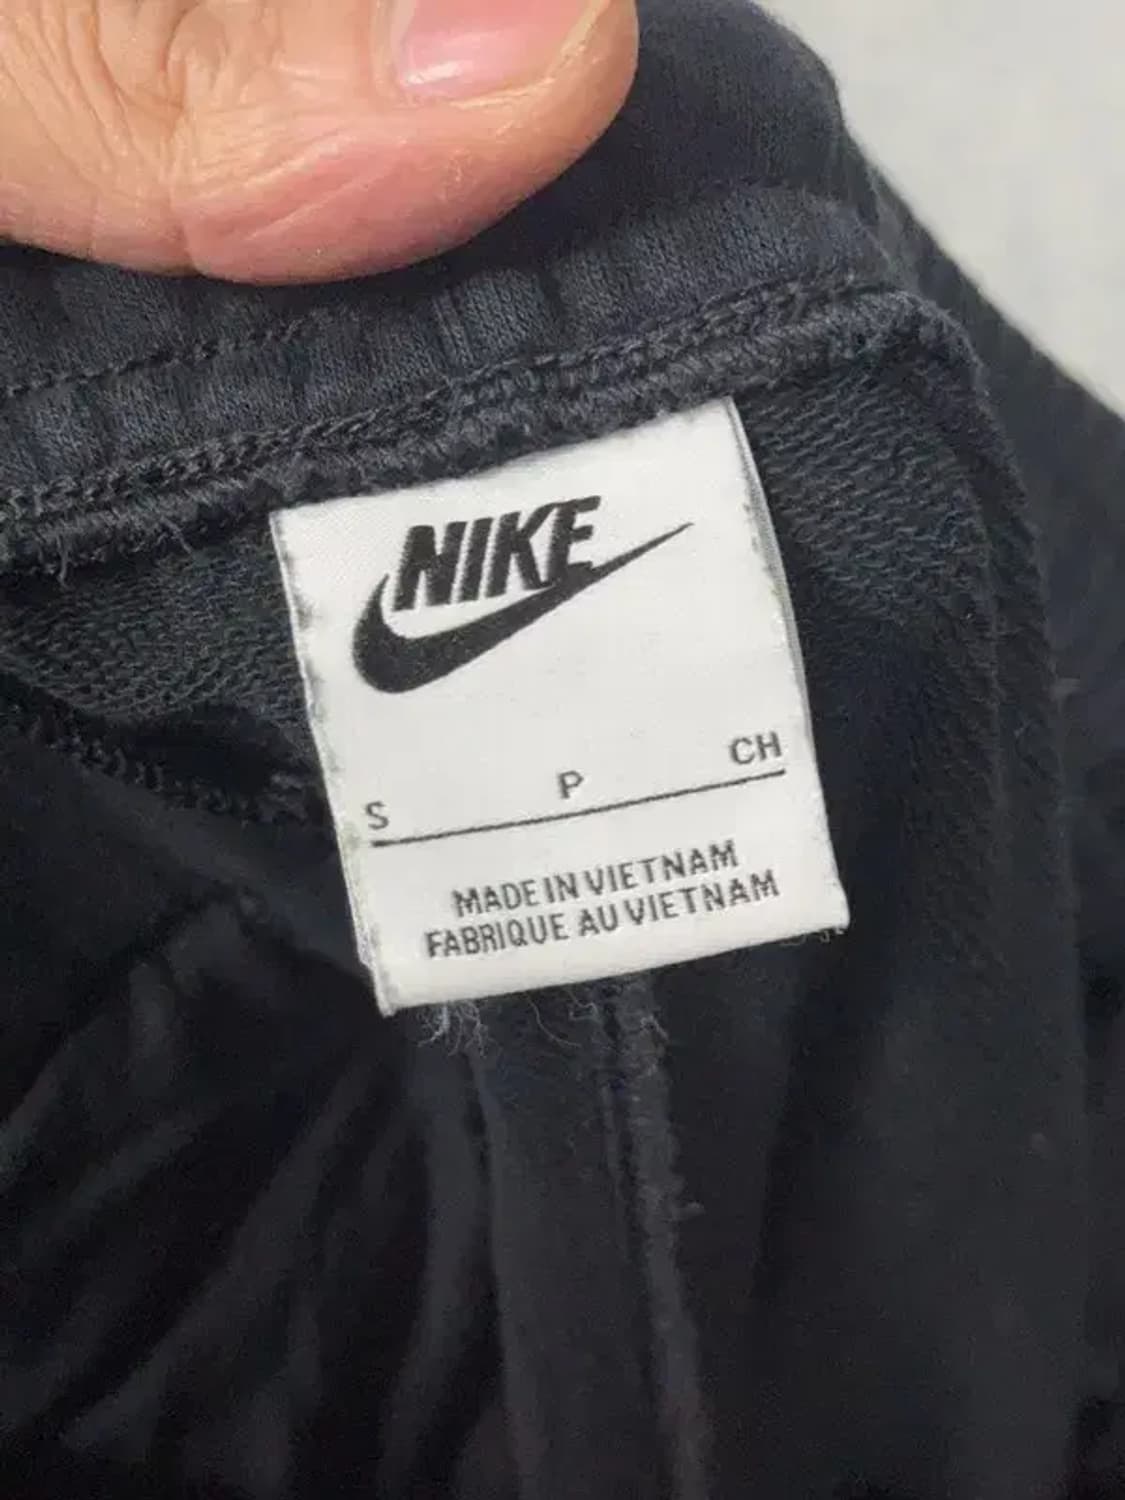 NIKE
S P CH
MADE IN VIETNAM
FABRIQUE AU VIETNAM